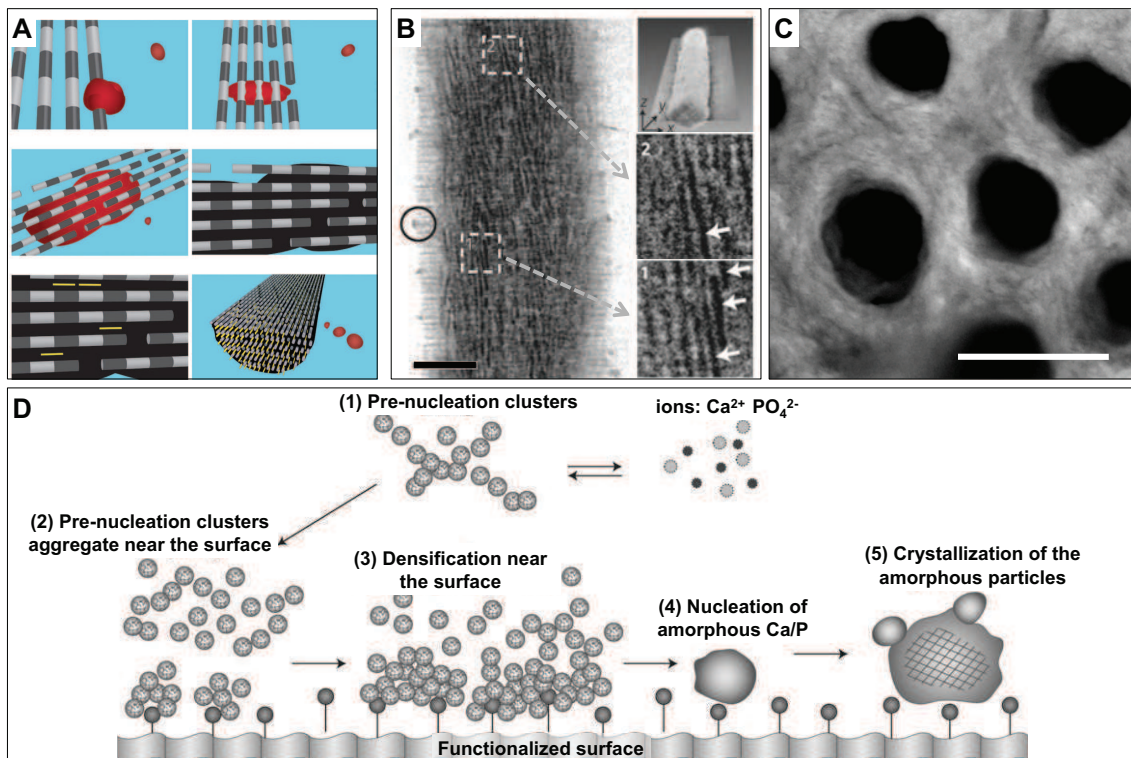 A
B
2
z
y
x
2
1
C
D
(1) Pre-nucleation clusters
ions: Ca²⁺ PO₄²⁻
(2) Pre-nucleation clusters
aggregate near the surface
(3) Densification near
the surface
(4) Nucleation of
amorphous Ca/P
(5) Crystallization of the
amorphous particles
Functionalized surface